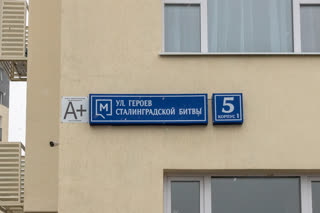 A+
М
УЛ. ГЕРОЕВ
СТАЛИНГРАДСКОЙ БИТВЫ
5
КОРПУС 1